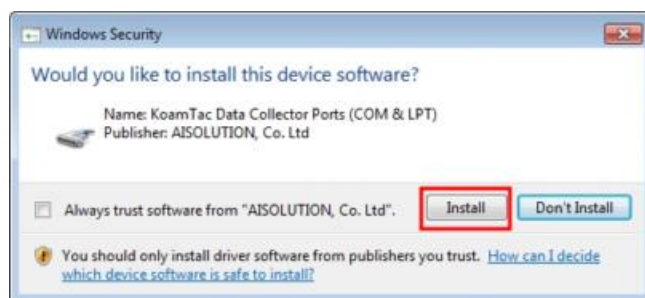 Windows Security
Would you like to install this device software?
Name: KoamTac Data Collector Ports (COM & LPT)
Publisher: AISOLUTION, Co. Ltd
Always trust software from "AISOLUTION, Co. Ltd".
Install
Don't Install
You should only install driver software from publishers you trust. How can I decide
which device software is safe to install?